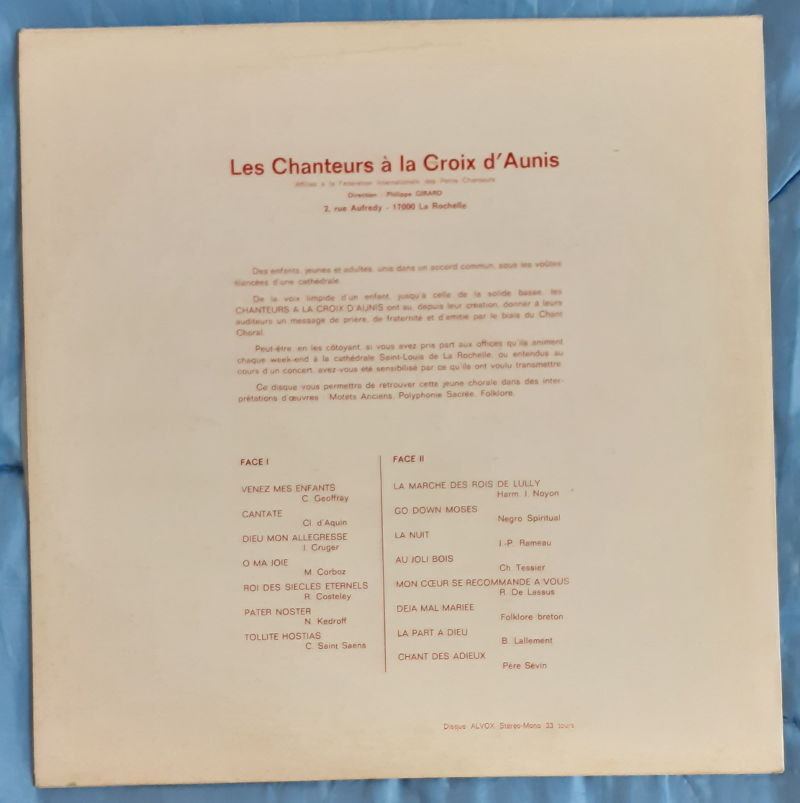 Les Chanteurs à la Croix d'Aunis
Affiliés à la Fédération Internationale des Petits Chanteurs
Direction : Philippe GIRARD
2, rue Aufredy - 17000 La Rochelle
Des enfants, jeunes et adultes, unis dans un accord commun, sous les voûtes
élancées d'une cathédrale.
De la voix limpide d'un enfant, jusqu'à celle de la solide basse, les
CHANTEURS A LA CROIX D'AUNIS ont su, depuis leur création, donner à leurs
auditeurs un message de prière, de fraternité et d'amitié par le biais du Chant
Choral.
Peut-être, en les côtoyant, si vous avez pris part aux offices qu'ils animent
chaque week-end à la cathédrale Saint-Louis de La Rochelle, ou entendus au
cours d'un concert, avez-vous été sensibilisé par ce qu'ils ont voulu transmettre.
Ce disque vous permettra de retrouver cette jeune chorale dans des inter-
prétations d'œuvres : Motets Anciens, Polyphonie Sacrée, Folklore.
FACE I
VENEZ MES ENFANTS
C. Geoffray
CANTATE
Cl. d'Aquin
DIEU MON ALLEGRESSE
J. Cruger
O MA JOIE
M. Corboz
ROI DES SIECLES ETERNELS
R. Costeley
PATER NOSTER
N. Kedroff
TOLLITE HOSTIAS
C. Saint Saens
FACE II
LA MARCHE DES ROIS DE LULLY
Harm. J. Noyon
GO DOWN MOSES
Negro Spiritual
LA NUIT
J.-P. Rameau
AU JOLI BOIS
Ch. Tessier
MON CŒUR SE RECOMMANDE A VOUS
R. De Lassus
DEJA MAL MARIEE
Folklore breton
LA PART A DIEU
B. Lallement
CHANT DES ADIEUX
Père Sévin
Disque ALVOX Stéréo-Mono 33 tours